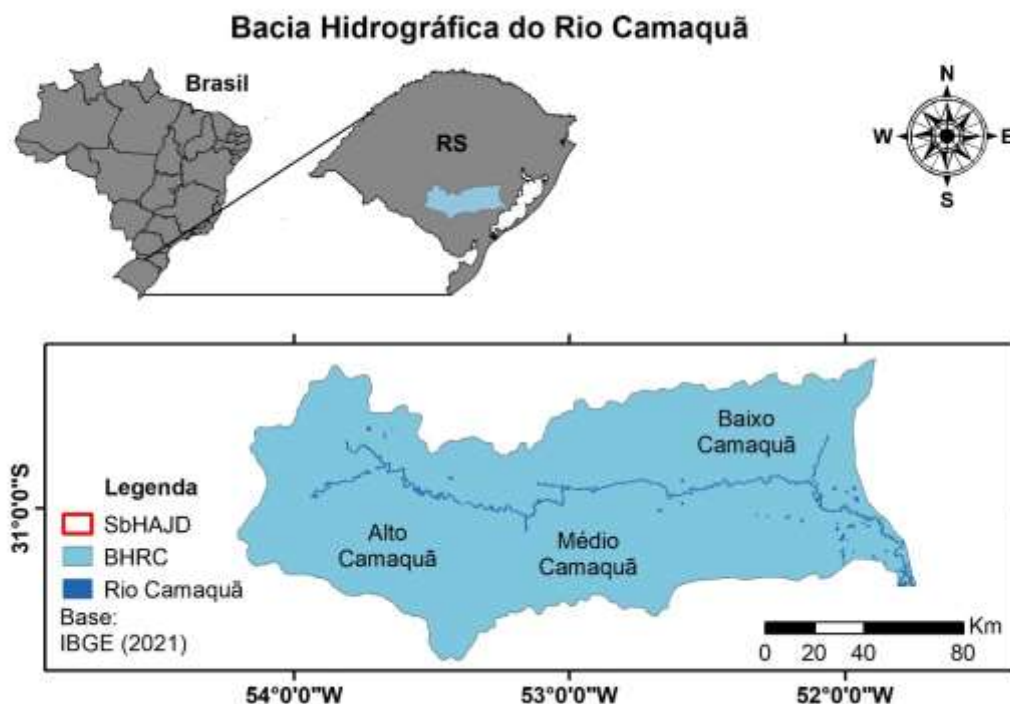 Bacia Hidrográfica do Rio Camaquã
Brasil
RS
N
W
E
S
Baixo
Camaquã
Alto
Camaquã
Médio
Camaquã
31°0'0"S
Legenda
SbHAJD
BHRC
Rio Camaquã
Base:
IBGE (2021)
Km
0 20 40 80
54°0'0"W 53°0'0"W 52°0'0"W